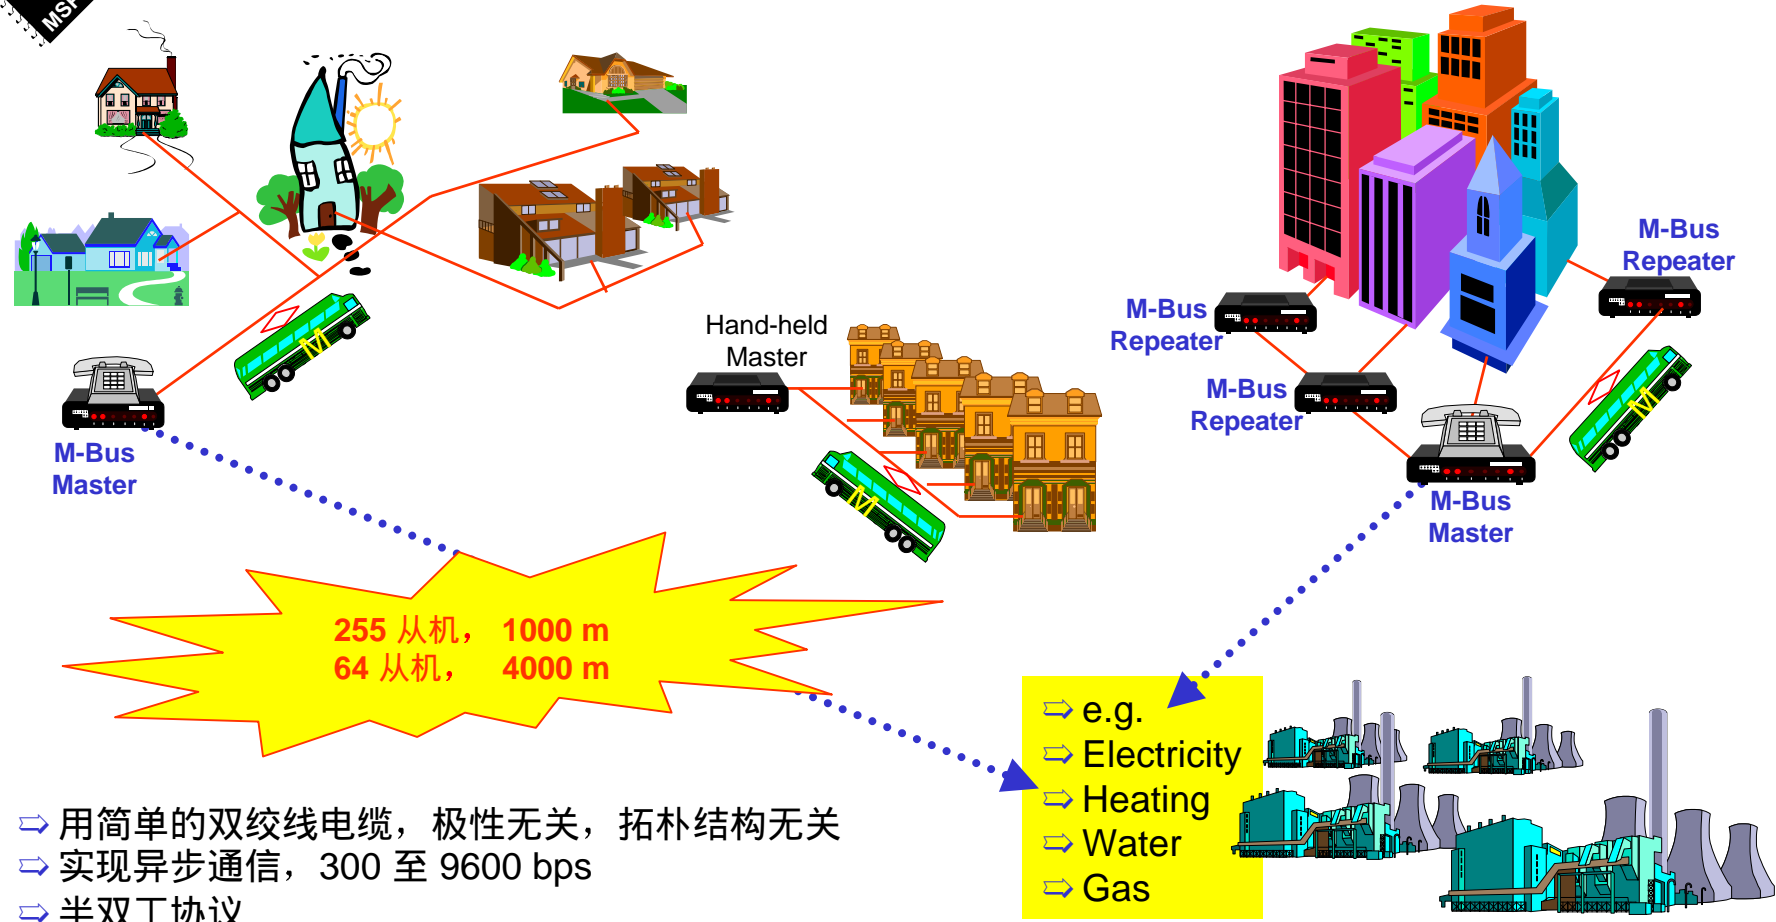 MSP
Hand-held
Master
M-Bus
Repeater
M-Bus
Repeater
M-Bus
Repeater
M-Bus
Master
M-Bus
Master
M
M
M
255 从机， 1000 m
64 从机， 4000 m
⇨ e.g.
⇨ Electricity
⇨ Heating
⇨ Water
⇨ Gas
⇨ 用简单的双绞线电缆，极性无关，拓朴结构无关
⇨ 实现异步通信，300 至 9600 bps
⇨ 半双工协议